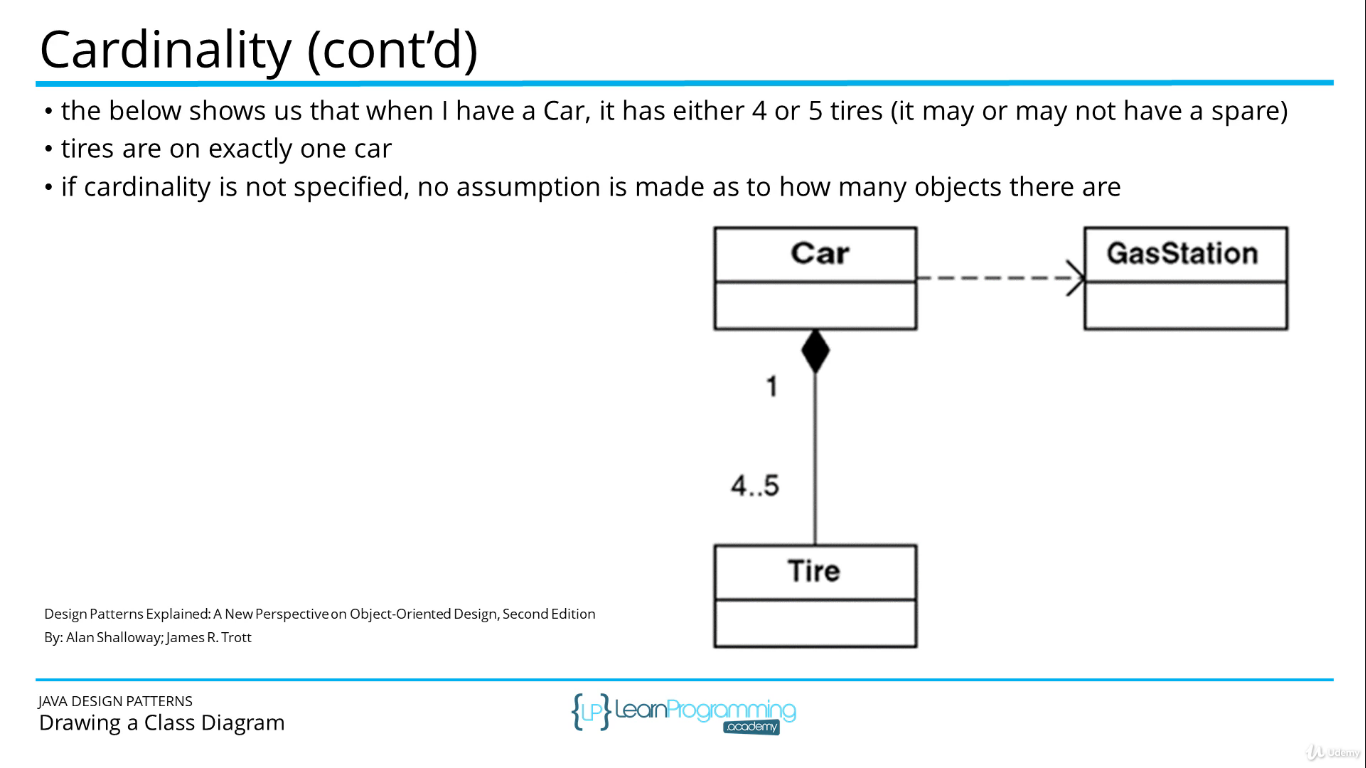 Cardinality (cont’d)
• the below shows us that when I have a Car, it has either 4 or 5 tires (it may or may not have a spare)
• tires are on exactly one car
• if cardinality is not specified, no assumption is made as to how many objects there are
Car
GasStation
1
4..5
Tire
Design Patterns Explained: A New Perspective on Object-Oriented Design, Second Edition
By: Alan Shalloway; James R. Trott
JAVA DESIGN PATTERNS
Drawing a Class Diagram
{LP} LearnProgramming
.academy
Udemy